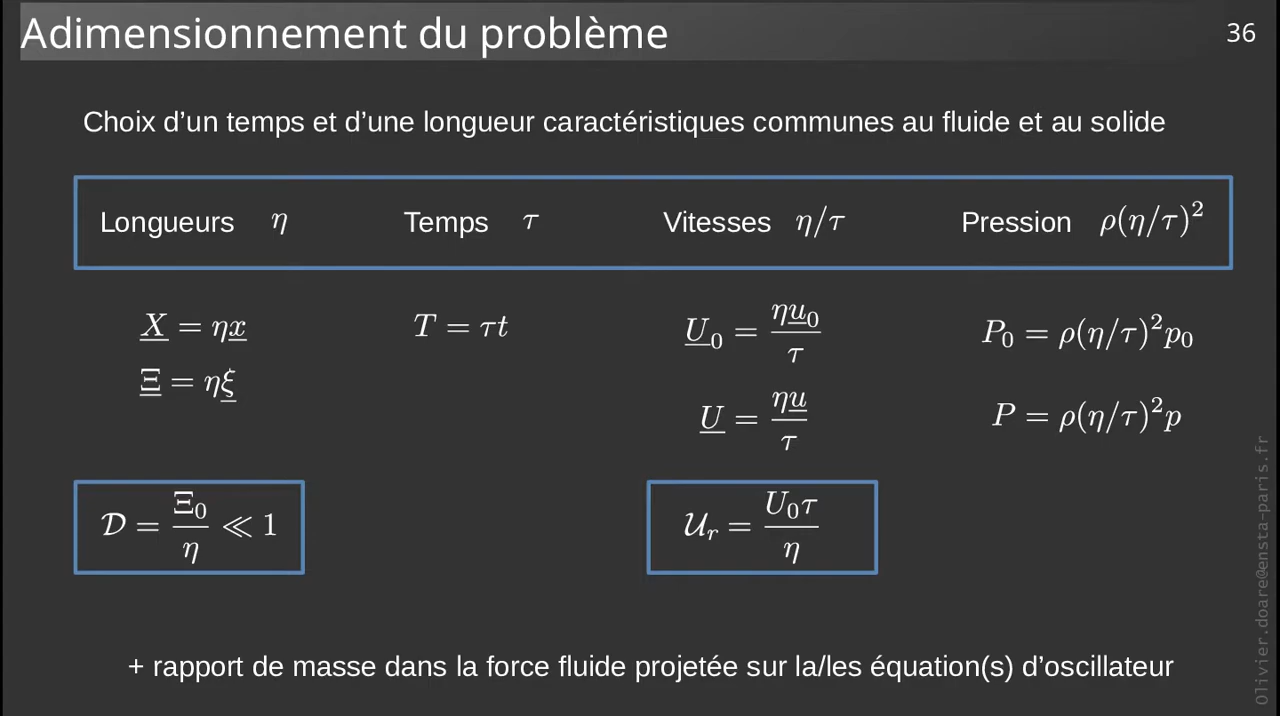 Adimensionnement du problème
36
Choix d’un temps et d’une longueur caractéristiques communes au fluide et au solide
Longueurs η Temps τ Vitesses η/τ Pression ρ(η/τ)²
X = ηx T = τt U₀ = ηu₀/τ P₀ = ρ(η/τ)²p₀
Ξ = ηξ
U = ηu/τ P = ρ(η/τ)²p
𝒟 = Ξ₀/η ≪ 1 𝒰ᵣ = U₀τ/η
+ rapport de masse dans la force fluide projetée sur la/les équation(s) d’oscillateur
Olivier.doare@ensta-paris.fr